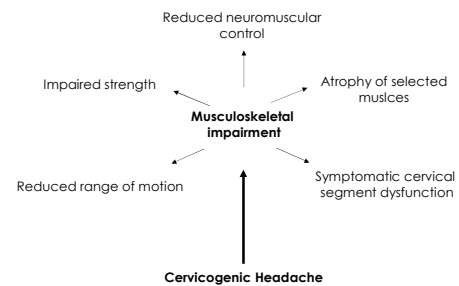 Reduced neuromuscular
control
Impaired strength
Atrophy of selected
muslces
Musculoskeletal
impairment
Reduced range of motion
Symptomatic cervical
segment dysfunction
Cervicogenic Headache